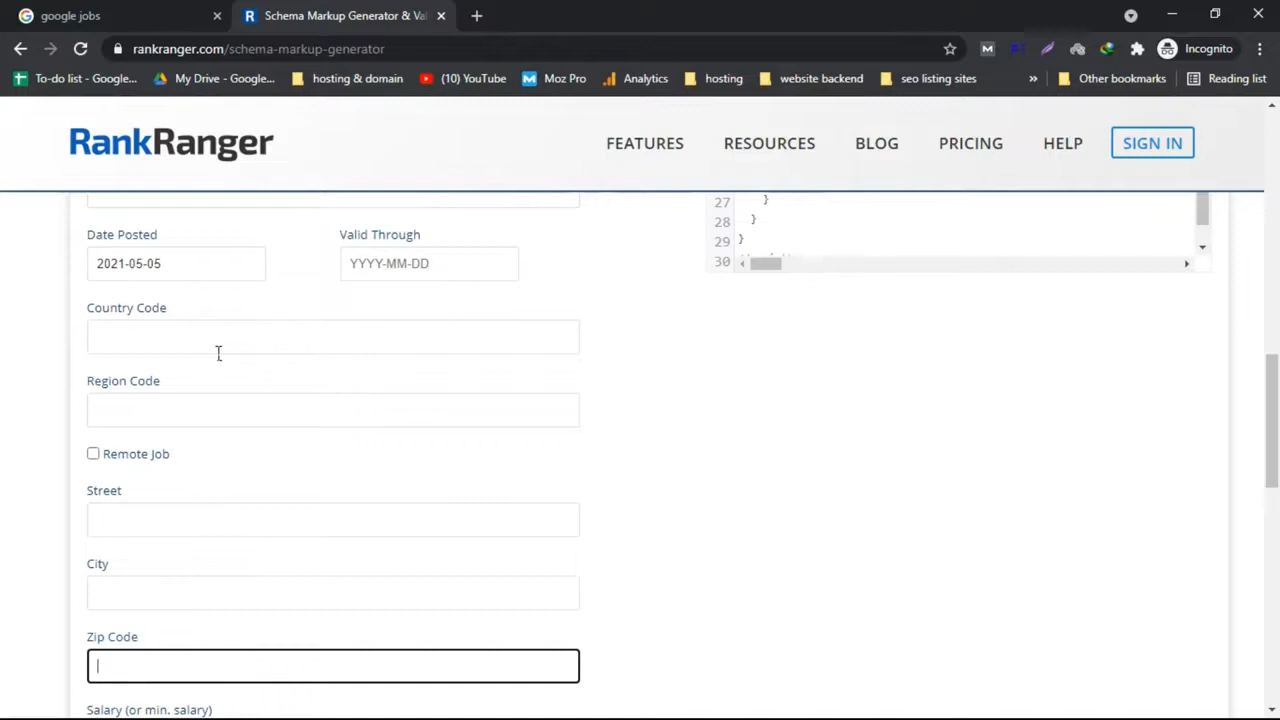 google jobs
Schema Markup Generator & Val
rankranger.com/schema-markup-generator
Incognito
To-do list - Google...
My Drive - Google...
hosting & domain
(10) YouTube
Moz Pro
Analytics
hosting
website backend
seo listing sites
»
Other bookmarks
Reading list
RankRanger
FEATURES
RESOURCES
BLOG
PRICING
HELP
SIGN IN
27 }
28 }
29 }
30
Date Posted
Valid Through
2021-05-05
YYYY-MM-DD
Country Code
Region Code
Remote Job
Street
City
Zip Code
Salary (or min. salary)